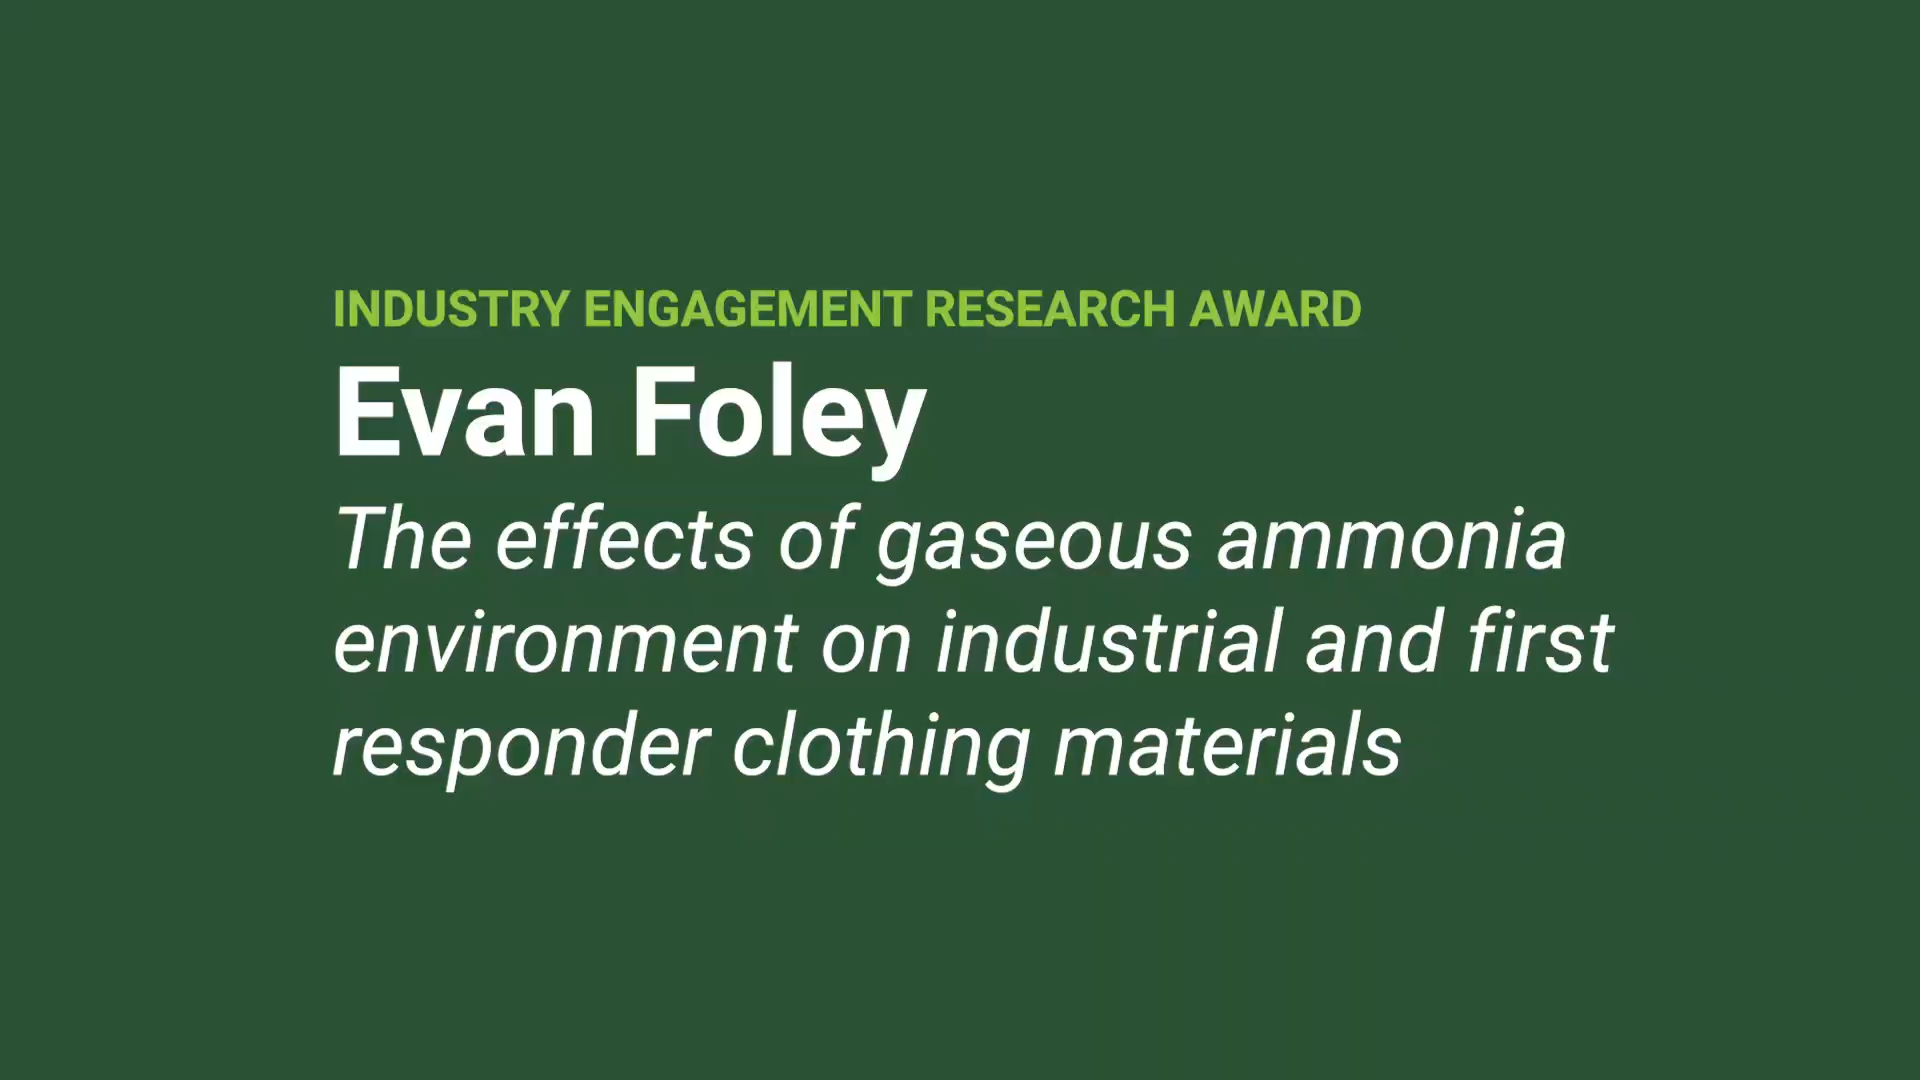 INDUSTRY ENGAGEMENT RESEARCH AWARD
Evan Foley
The effects of gaseous ammonia
environment on industrial and first
responder clothing materials